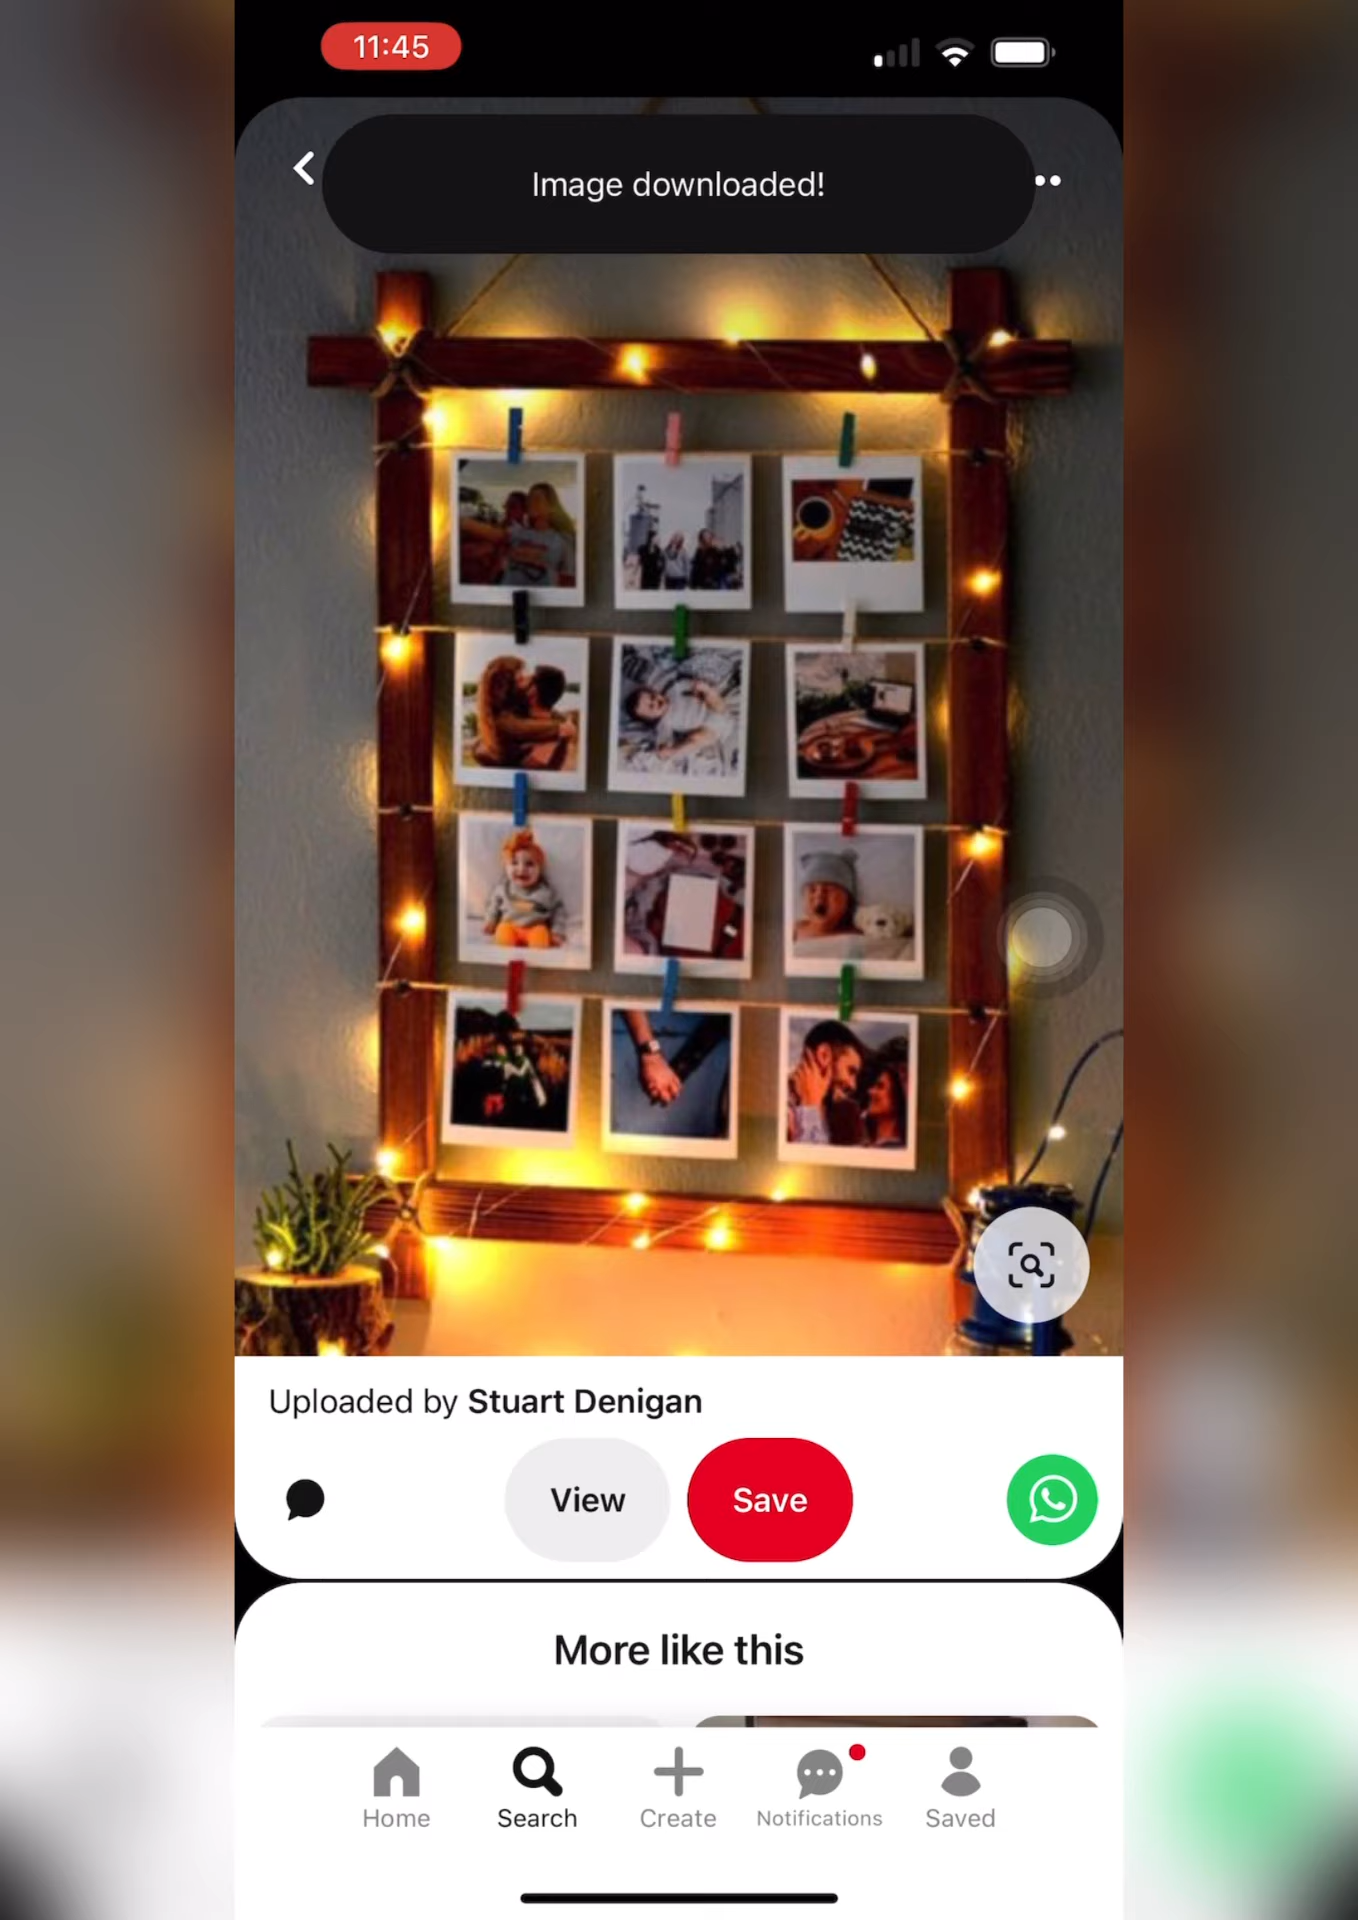 11:45
Image downloaded!
Uploaded by Stuart Denigan
View
Save
More like this
Home
Search
Create
Notifications
Saved